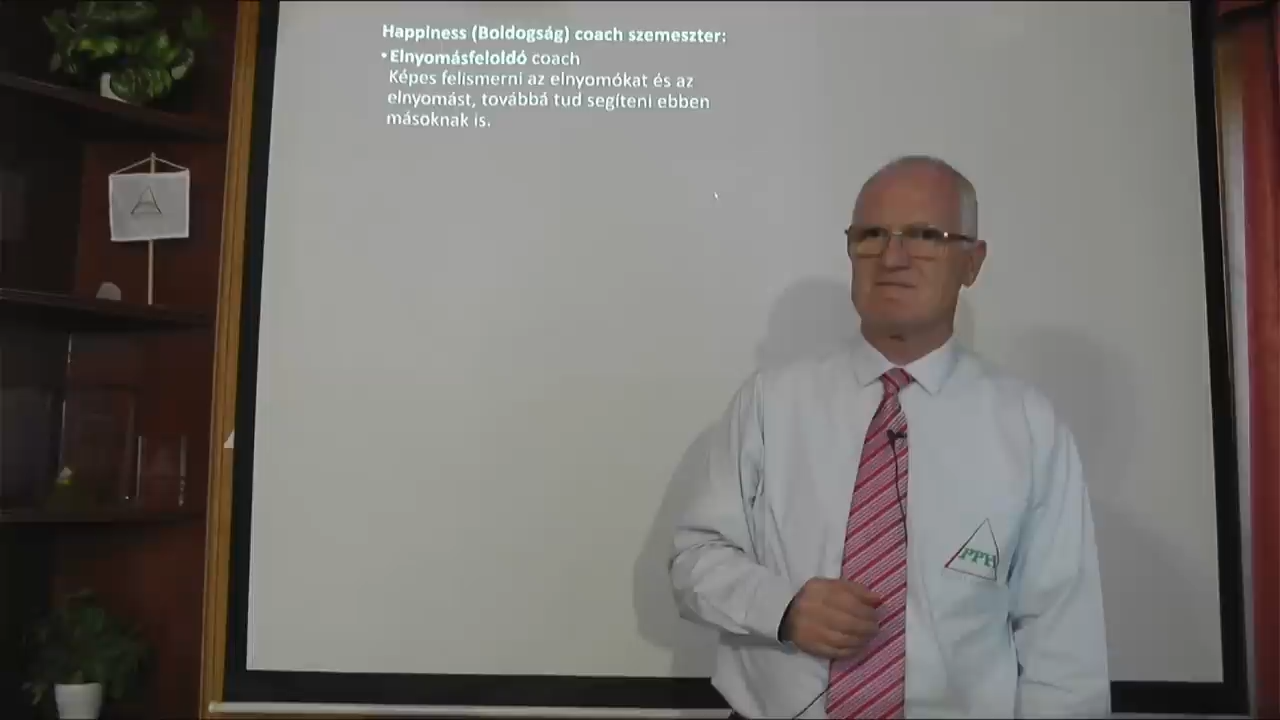 Happiness (Boldogság) coach szemeszter:
• Elnyomásfeloldó coach
Képes felismerni az elnyomókat és az
elnyomást, továbbá tud segíteni ebben
másoknak is.
PPH